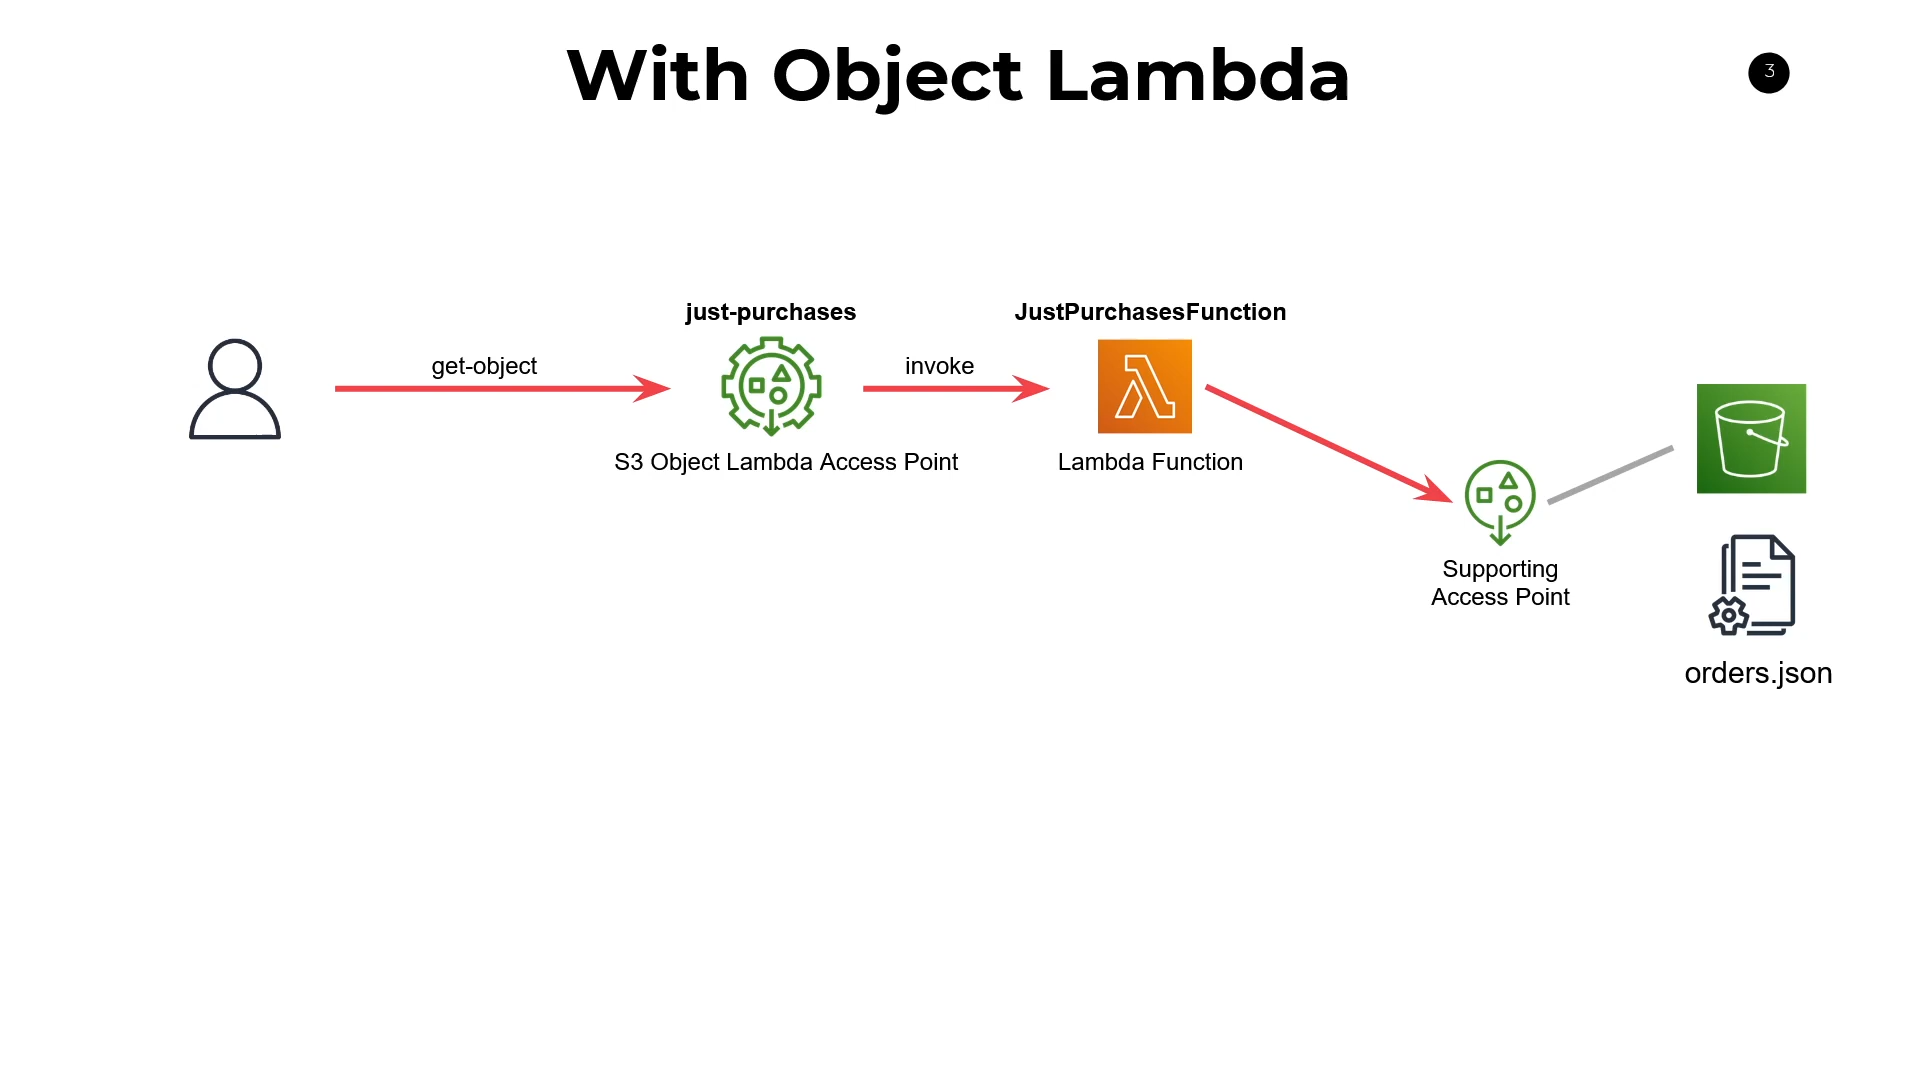 With Object Lambda
3
just-purchases
JustPurchasesFunction
get-object
invoke
S3 Object Lambda Access Point
Lambda Function
Supporting
Access Point
orders.json